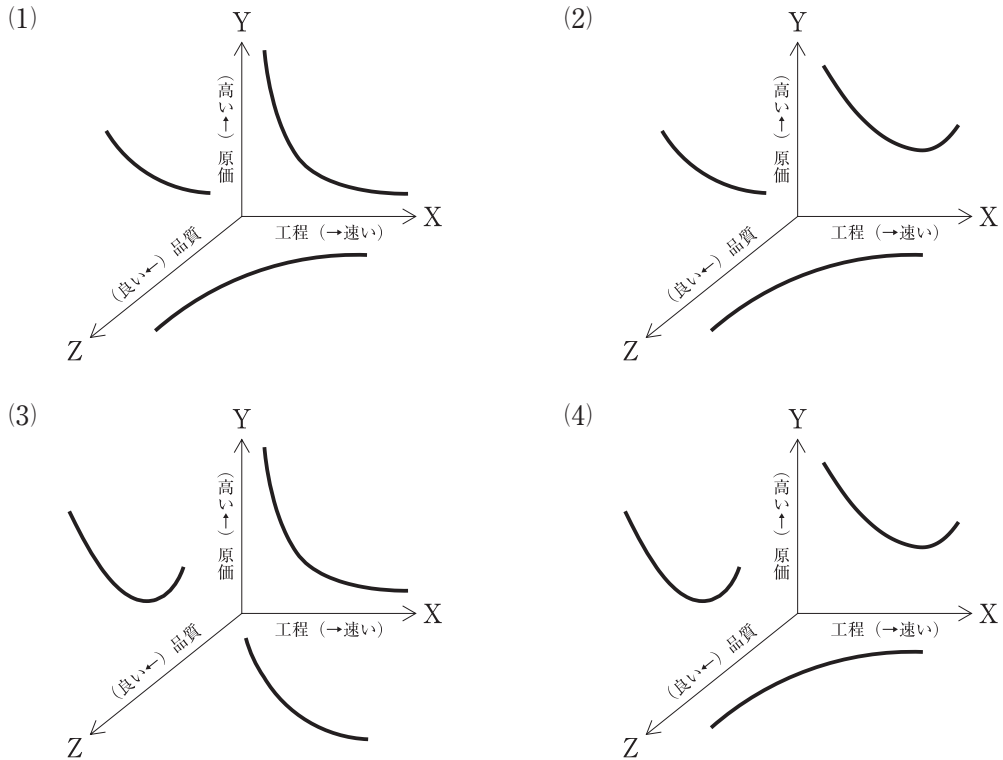 (1)
Y
(高い→) 原価
X
工程 (→速い)
(良い←) 品質
Z
(2)
Y
(高い→) 原価
X
工程 (→速い)
(良い←) 品質
Z
(3)
Y
(高い→) 原価
X
工程 (→速い)
(良い←) 品質
Z
(4)
Y
(高い→) 原価
X
工程 (→速い)
(良い←) 品質
Z